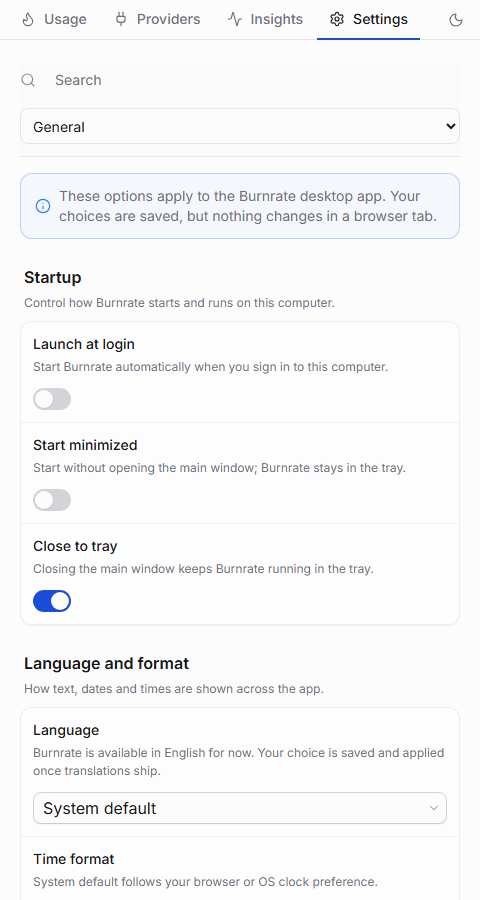 Usage
Providers
Insights
Settings
Search
General
These options apply to the Burnrate desktop app. Your
choices are saved, but nothing changes in a browser tab.
Startup
Control how Burnrate starts and runs on this computer.
Launch at login
Start Burnrate automatically when you sign in to this computer.
Start minimized
Start without opening the main window; Burnrate stays in the tray.
Close to tray
Closing the main window keeps Burnrate running in the tray.
Language and format
How text, dates and times are shown across the app.
Language
Burnrate is available in English for now. Your choice is saved and applied
once translations ship.
System default
Time format
System default follows your browser or OS clock preference.